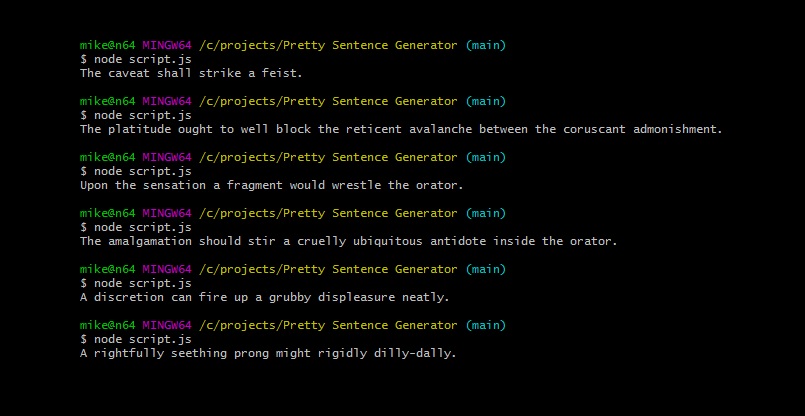 mike@n64 MINGW64 /c/projects/Pretty Sentence Generator (main)
$ node script.js
The caveat shall strike a feist.
mike@n64 MINGW64 /c/projects/Pretty Sentence Generator (main)
$ node script.js
The platitude ought to well block the reticent avalanche between the coruscant admonishment.
mike@n64 MINGW64 /c/projects/Pretty Sentence Generator (main)
$ node script.js
Upon the sensation a fragment would wrestle the orator.
mike@n64 MINGW64 /c/projects/Pretty Sentence Generator (main)
$ node script.js
The amalgamation should stir a cruelly ubiquitous antidote inside the orator.
mike@n64 MINGW64 /c/projects/Pretty Sentence Generator (main)
$ node script.js
A discretion can fire up a grubby displeasure neatly.
mike@n64 MINGW64 /c/projects/Pretty Sentence Generator (main)
$ node script.js
A rightfully seething prong might rigidly dilly-dally.